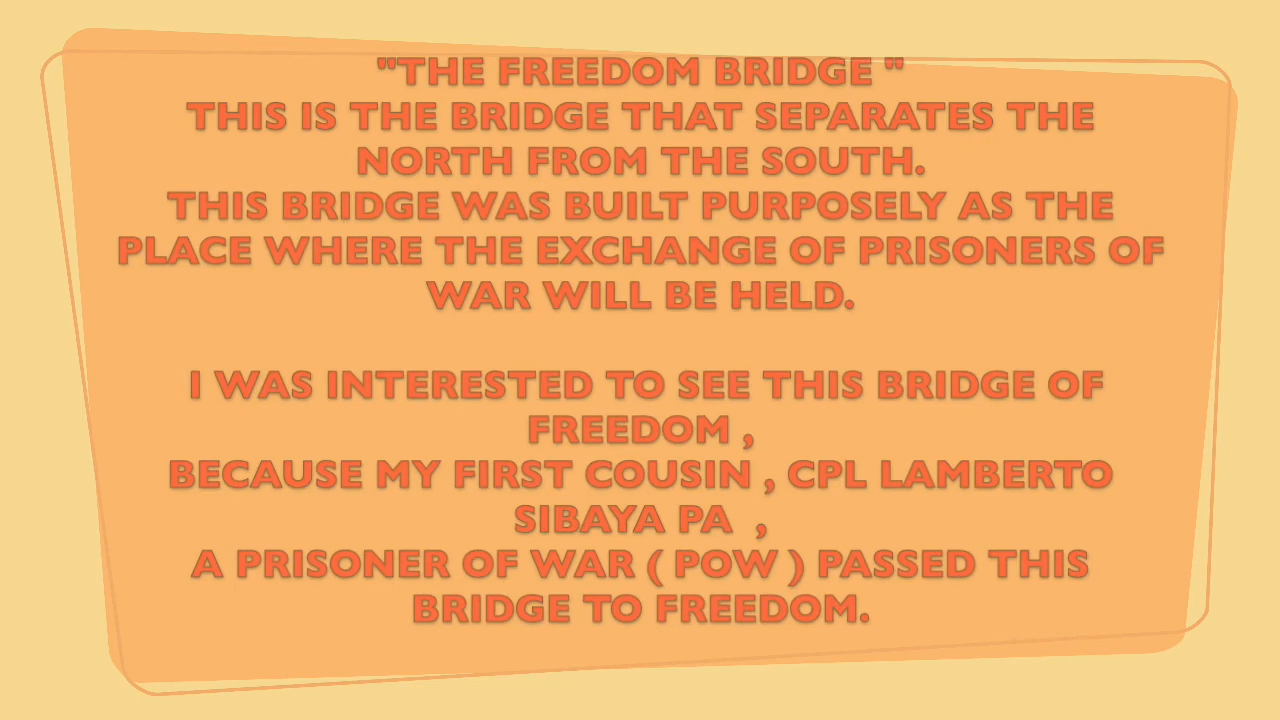 "THE FREEDOM BRIDGE "
THIS IS THE BRIDGE THAT SEPARATES THE
NORTH FROM THE SOUTH.
THIS BRIDGE WAS BUILT PURPOSELY AS THE
PLACE WHERE THE EXCHANGE OF PRISONERS OF
WAR WILL BE HELD.
I WAS INTERESTED TO SEE THIS BRIDGE OF
FREEDOM ,
BECAUSE MY FIRST COUSIN , CPL LAMBERTO
SIBAYA PA  ,
A PRISONER OF WAR ( POW ) PASSED THIS
BRIDGE TO FREEDOM.